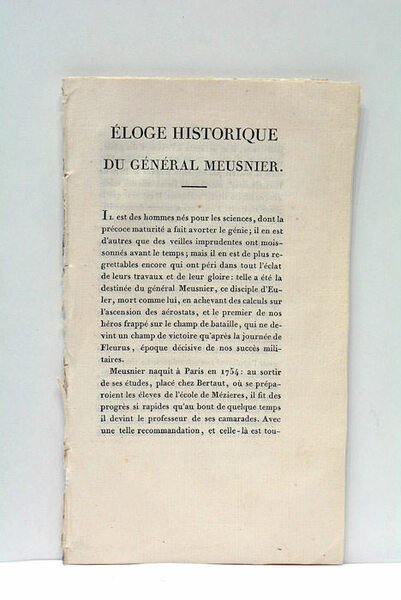 ÉLOGE HISTORIQUE
DU GÉNÉRAL MEUSNIER.
Il est des hommes nés pour les sciences, dont la
précoce maturité a fait avorter le génie; il en est
d'autres que des veilles imprudentes ont mois-
sonnés avant le temps; mais il en est de plus re-
grettables encore qui ont péri dans tout l'éclat
de leurs travaux et de leur gloire: telle a été la
destinée du général Meusnier, ce disciple d'Eu-
ler, mort comme lui, en achevant des calculs sur
l'ascension des aérostats, et le premier de nos
héros frappé sur le champ de bataille, qui ne de-
vint un champ de victoire qu'après la journée de
Fleurus, époque décisive de nos succès mili-
taires.
Meusnier naquit à Paris en 1754: au sortir
de ses études, placé chez Bertaut, où se prépa-
roient les éleves de l'école de Mézieres, il fit des
progrès si rapides qu'au bout de quelque temps
il devint le professeur de ses camarades. Avec
une telle recommandation, et celle-là est tou-